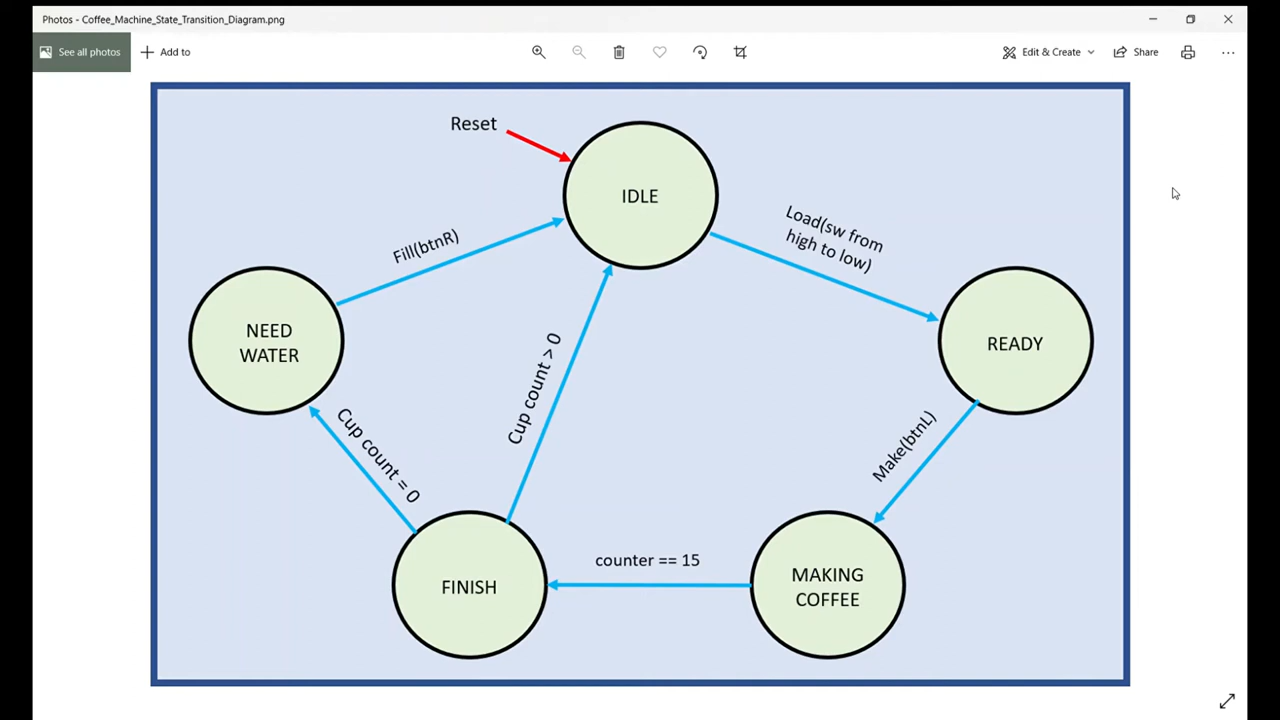 Photos - Coffee_Machine_State_Transition_Diagram.png
See all photos
Add to
Edit & Create
Share
Reset
IDLE
Load(sw from
high to low)
Fill(btnR)
NEED
WATER
READY
Cup count > 0
Cup count = 0
Make(btnL)
counter == 15
FINISH
MAKING
COFFEE